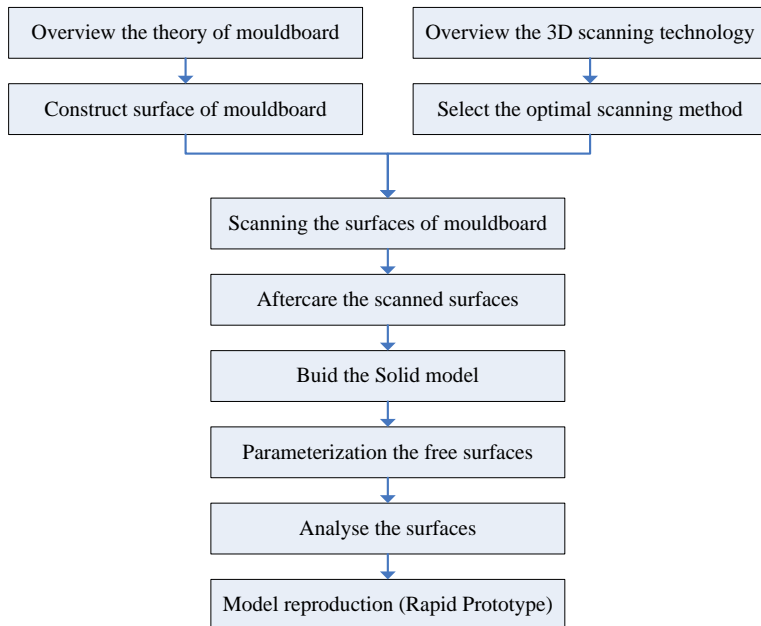 Overview the theory of mouldboard
Overview the 3D scanning technology
Construct surface of mouldboard
Select the optimal scanning method
Scanning the surfaces of mouldboard
Aftercare the scanned surfaces
Buid the Solid model
Parameterization the free surfaces
Analyse the surfaces
Model reproduction (Rapid Prototype)